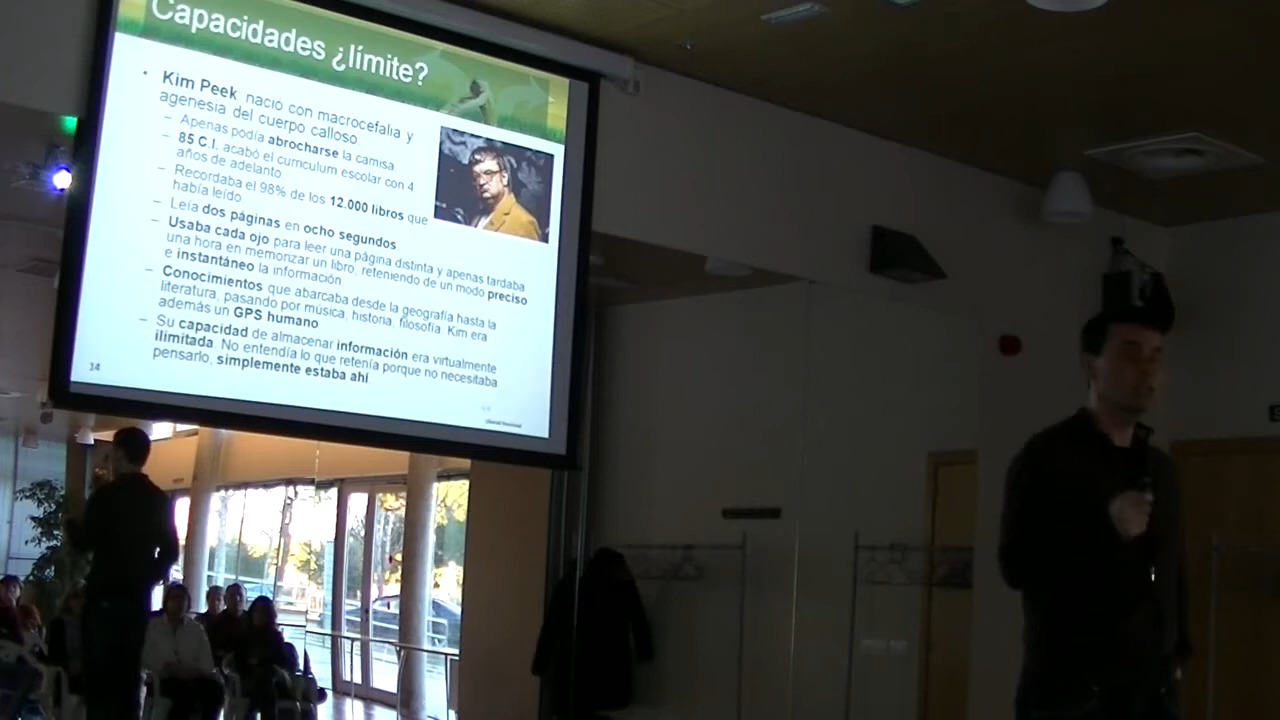 Capacidades ¿límite?
• Kim Peek nació con macrocefalia y
agenesia del cuerpo calloso
– Apenas podía abrocharse la camisa
– 85 C.I. acabó el curriculum escolar con 4
años de adelanto
– Recordaba el 98% de los 12.000 libros que
había leído
– Leía dos páginas en ocho segundos
– Usaba cada ojo para leer una página distinta y apenas tardaba
una hora en memorizar un libro, reteniendo de un modo preciso
e instantáneo la información
– Conocimientos que abarcaba desde la geografía hasta la
literatura, pasando por música, historia, filosofía. Kim era
además un GPS humano
– Su capacidad de almacenar información era virtualmente
ilimitada. No entendía lo que retenía porque no necesitaba
pensarlo, simplemente estaba ahí
34